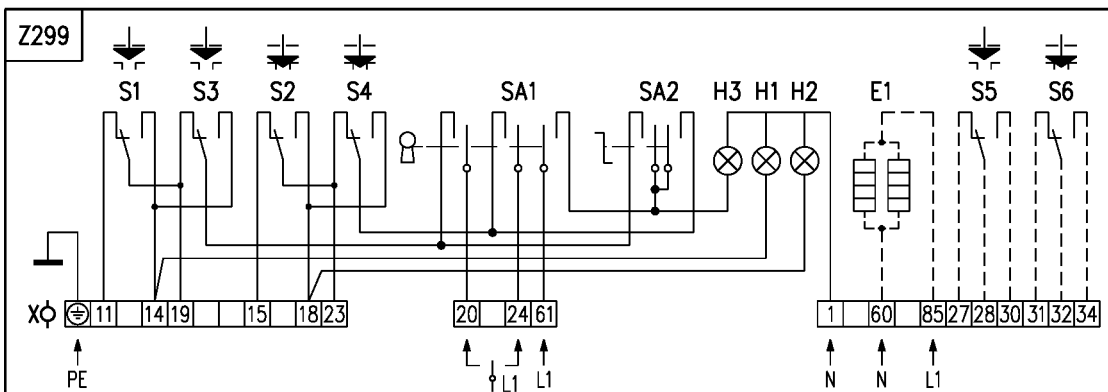 Z299
S1 S3 S2 S4 SA1 SA2 H3 H1 H2 E1 S5 S6
X 11 14 19 15 18 23 20 24 61 1 60 85 27 28 30 31 32 34
PE L1 L1 N N L1